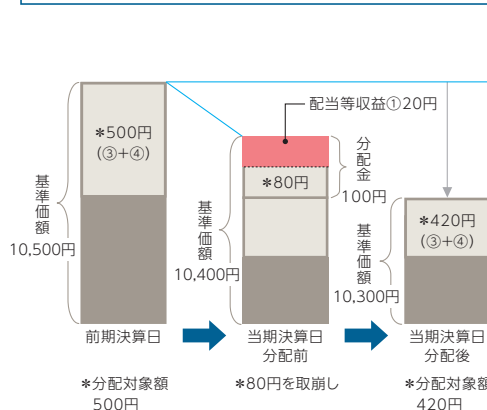 配当等収益①20円
*500円
(③+④)
分配金
100円
*80円
*420円
(③+④)
基準価額
10,500円
基準価額
10,400円
基準価額
10,300円
前期決算日
当期決算日
分配前
当期決算日
分配後
*分配対象額
500円
*80円を取崩し
*分配対象額
420円